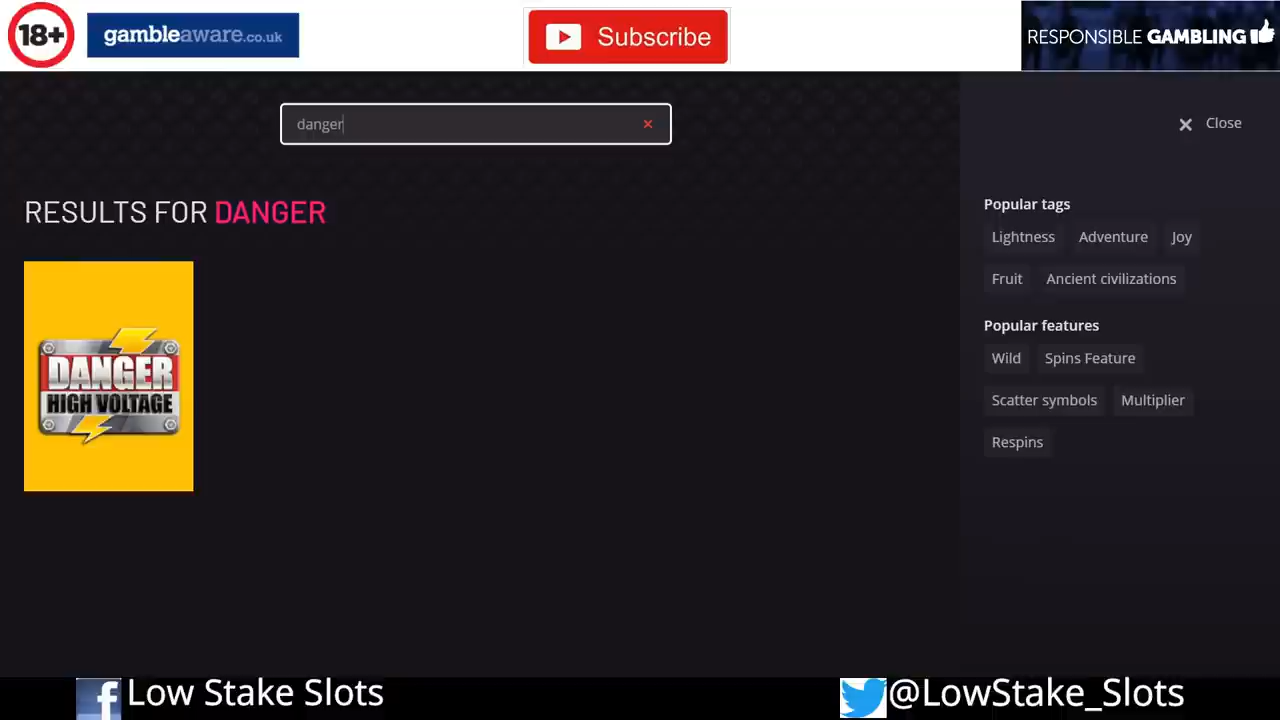 18+
gambleaware.co.uk
Subscribe
RESPONSIBLE GAMBLING
danger
Close
RESULTS FOR DANGER
DANGER
HIGH VOLTAGE
Popular tags
Lightness Adventure Joy
Fruit Ancient civilizations
Popular features
Wild Spins Feature
Scatter symbols Multiplier
Respins
Low Stake Slots
@LowStake_Slots